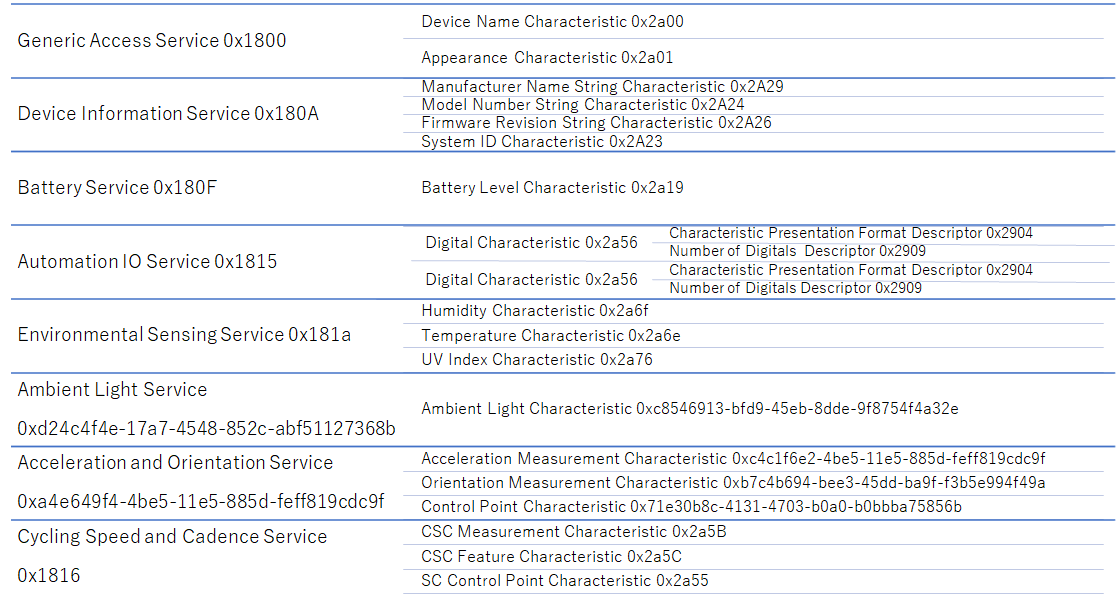 Generic Access Service 0x1800
Device Name Characteristic 0x2a00
Appearance Characteristic 0x2a01
Device Information Service 0x180A
Manufacturer Name String Characteristic 0x2A29
Model Number String Characteristic 0x2A24
Firmware Revision String Characteristic 0x2A26
System ID Characteristic 0x2A23
Battery Service 0x180F
Battery Level Characteristic 0x2a19
Automation IO Service 0x1815
Digital Characteristic 0x2a56
Characteristic Presentation Format Descriptor 0x2904
Number of Digitals Descriptor 0x2909
Digital Characteristic 0x2a56
Characteristic Presentation Format Descriptor 0x2904
Number of Digitals Descriptor 0x2909
Environmental Sensing Service 0x181a
Humidity Characteristic 0x2a6f
Temperature Characteristic 0x2a6e
UV Index Characteristic 0x2a76
Ambient Light Service
0xd24c4f4e-17a7-4548-852c-abf51127368b
Ambient Light Characteristic 0xc8546913-bfd9-45eb-8dde-9f8754f4a32e
Acceleration and Orientation Service
0xa4e649f4-4be5-11e5-885d-feff819cdc9f
Acceleration Measurement Characteristic 0xc4c1f6e2-4be5-11e5-885d-feff819cdc9f
Orientation Measurement Characteristic 0xb7c4b694-bee3-45dd-ba9f-f3b5e994f49a
Control Point Characteristic 0x71e30b8c-4131-4703-b0a0-b0bbba75856b
Cycling Speed and Cadence Service
0x1816
CSC Measurement Characteristic 0x2a5B
CSC Feature Characteristic 0x2a5C
SC Control Point Characteristic 0x2a55